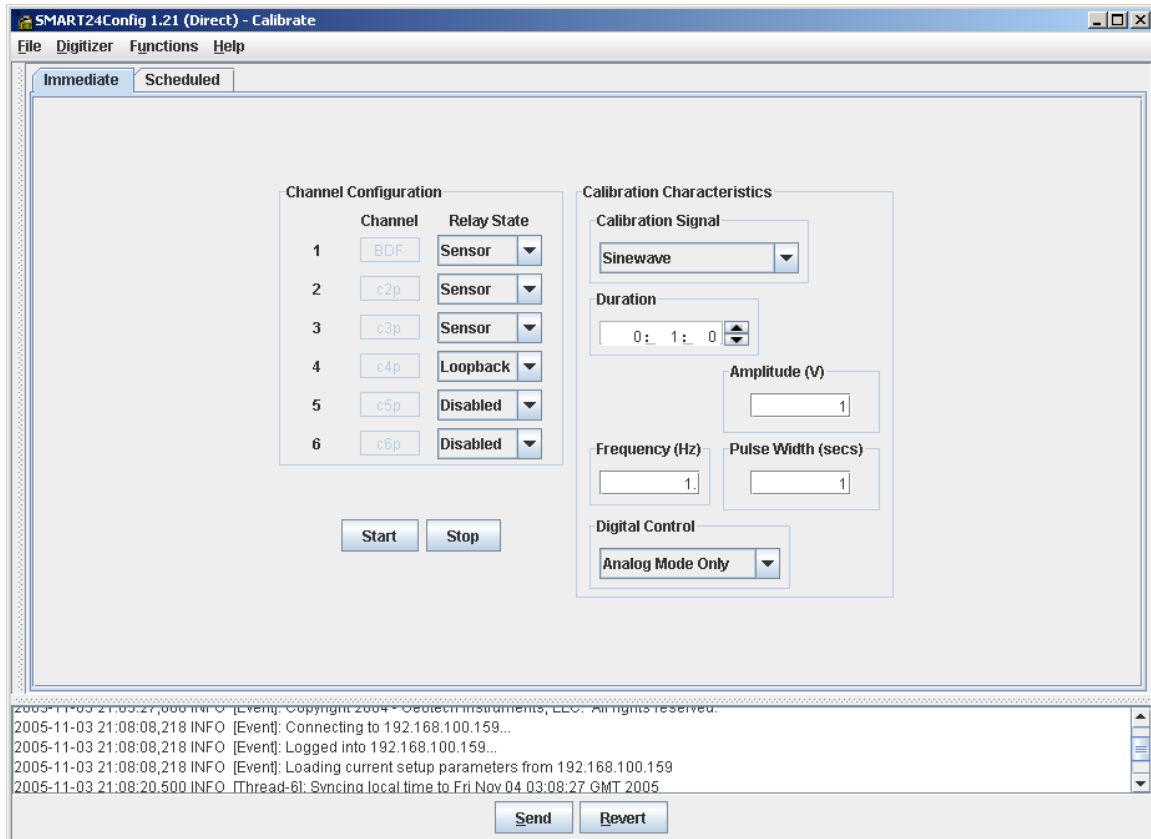 SMART24Config 1.21 (Direct) - Calibrate
File Digitizer Functions Help
Immediate Scheduled
Channel Configuration
Channel Relay State
1 BDF Sensor
2 c2p Sensor
3 c3p Sensor
4 c4p Loopback
5 c5p Disabled
6 c6p Disabled
Start Stop
Calibration Characteristics
Calibration Signal
Sinewave
Duration
0: 1: 0
Amplitude (V)
1
Frequency (Hz) Pulse Width (secs)
1. 1
Digital Control
Analog Mode Only
2005-11-03 21:08:08,218 INFO [Event]: Connecting to 192.168.100.159...
2005-11-03 21:08:08,218 INFO [Event]: Logged into 192.168.100.159...
2005-11-03 21:08:08,218 INFO [Event]: Loading current setup parameters from 192.168.100.159
2005-11-03 21:08:20,500 INFO [Thread-6]: Syncing local time to Fri Nov 04 03:08:27 GMT 2005
Send Revert